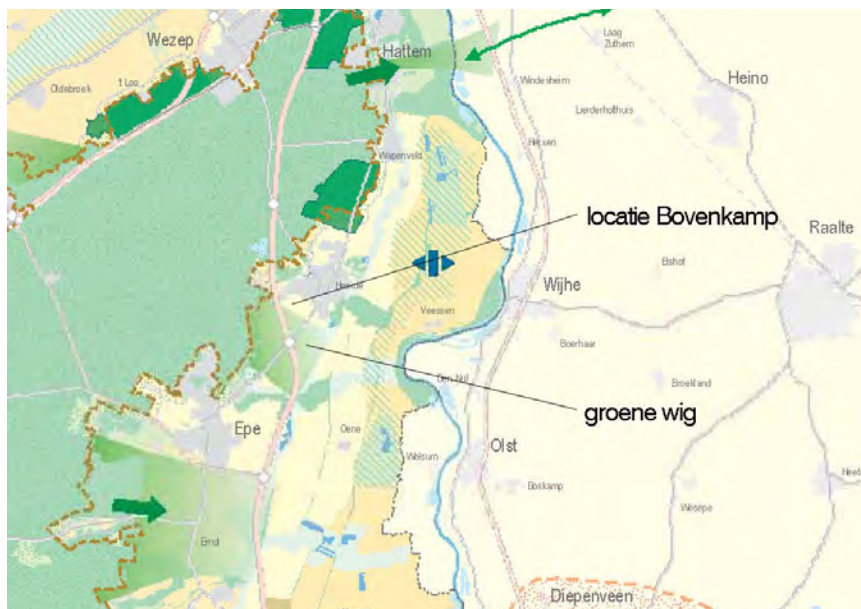 Wezep
Hattem
Laag
Zuthem
Oldebroek
't Loo
Windesheim
Heino
Lierderholthuis
Herxen
Wapenveld
locatie Bovenkamp
Raalte
Elshof
Heerde
Wijhe
Veessen
Boerhaar
Den Nul
Broekland
groene wig
Epe
Oene
Welsum
Olst
Boskamp
Wesepe
Emst
Diepenveen